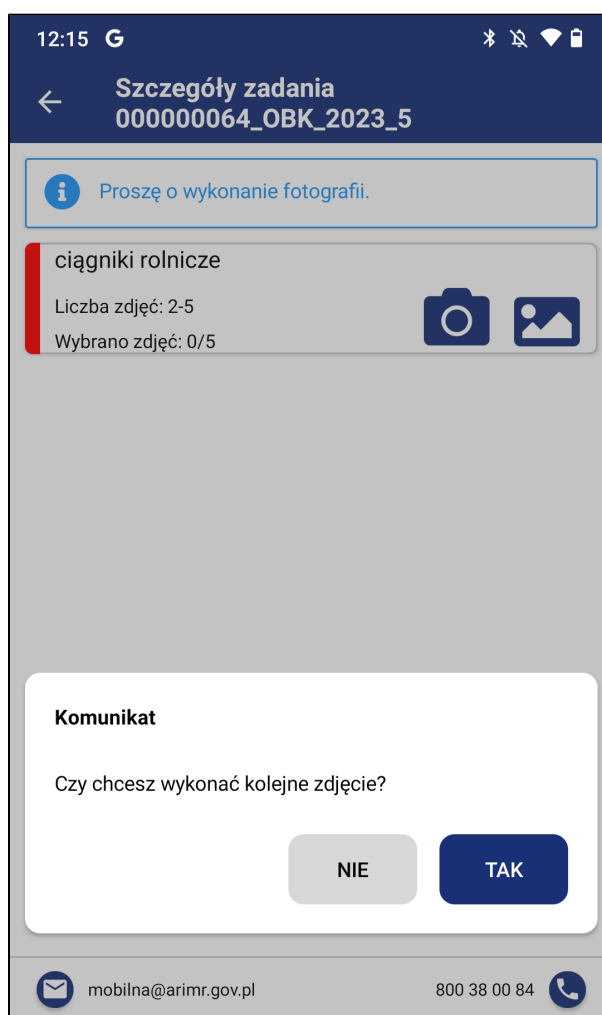 12:15 G
Szczegóły zadania
000000064_OBK_2023_5
Proszę o wykonanie fotografii.
ciągniki rolnicze
Liczba zdjęć: 2-5
Wybrano zdjęć: 0/5
Komunikat
Czy chcesz wykonać kolejne zdjęcie?
NIE TAK
mobilna@arimr.gov.pl 800 38 00 84